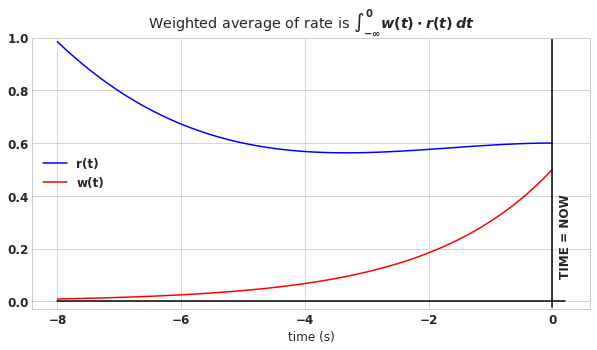 Weighted average of rate is ∫₋∞⁰ w(t) · r(t) dt
1.0
0.8
0.6
0.4
0.2
0.0
r(t)
w(t)
TIME = NOW
−8
−6
−4
−2
0
time (s)